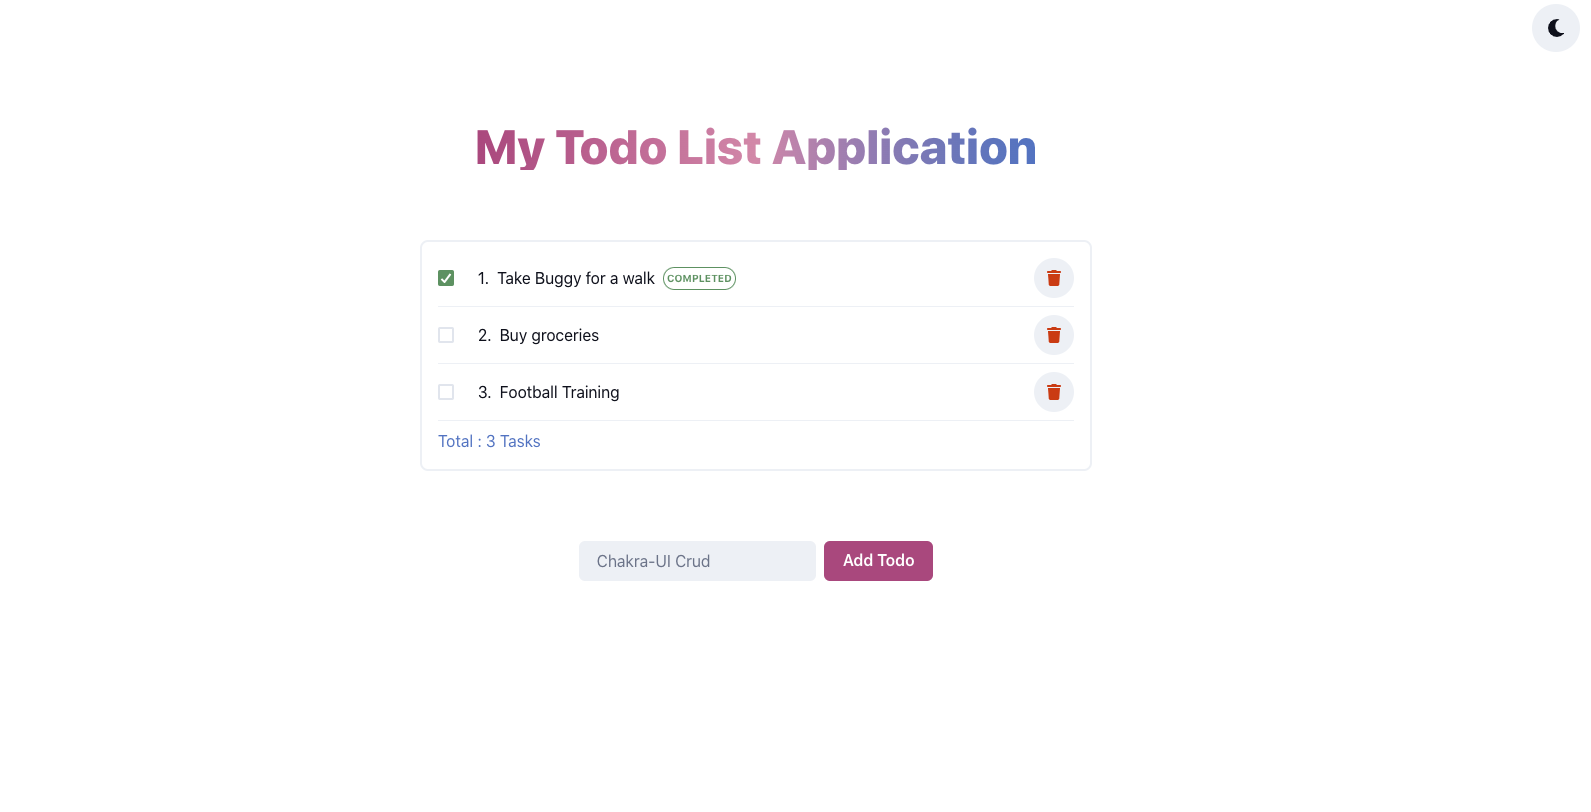 My Todo List Application
1. Take Buggy for a walk COMPLETED
2. Buy groceries
3. Football Training
Total : 3 Tasks
Chakra-UI Crud
Add Todo